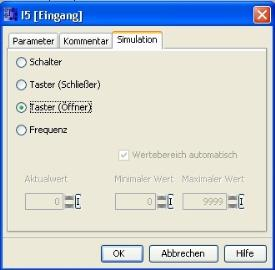 I5 [Eingang]
Parameter Kommentar Simulation
Schalter
Taster (Schließer)
Taster (Öffner)
Frequenz
Wertebereich automatisch
Aktualwert Minimaler Wert Maximaler Wert
0 0 9999
OK Abbrechen Hilfe